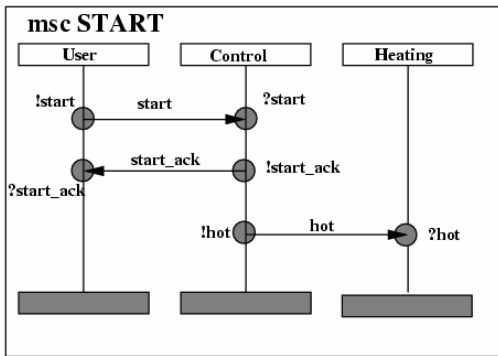 msc START
User Control Heating
!start start ?start
start_ack
?start_ack !start_ack
!hot hot ?hot